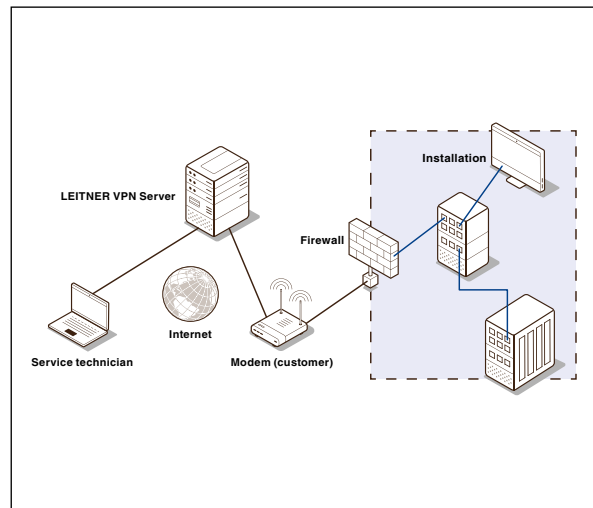 Installation
LEITNER VPN Server
Firewall
Internet
Service technician
Modem (customer)